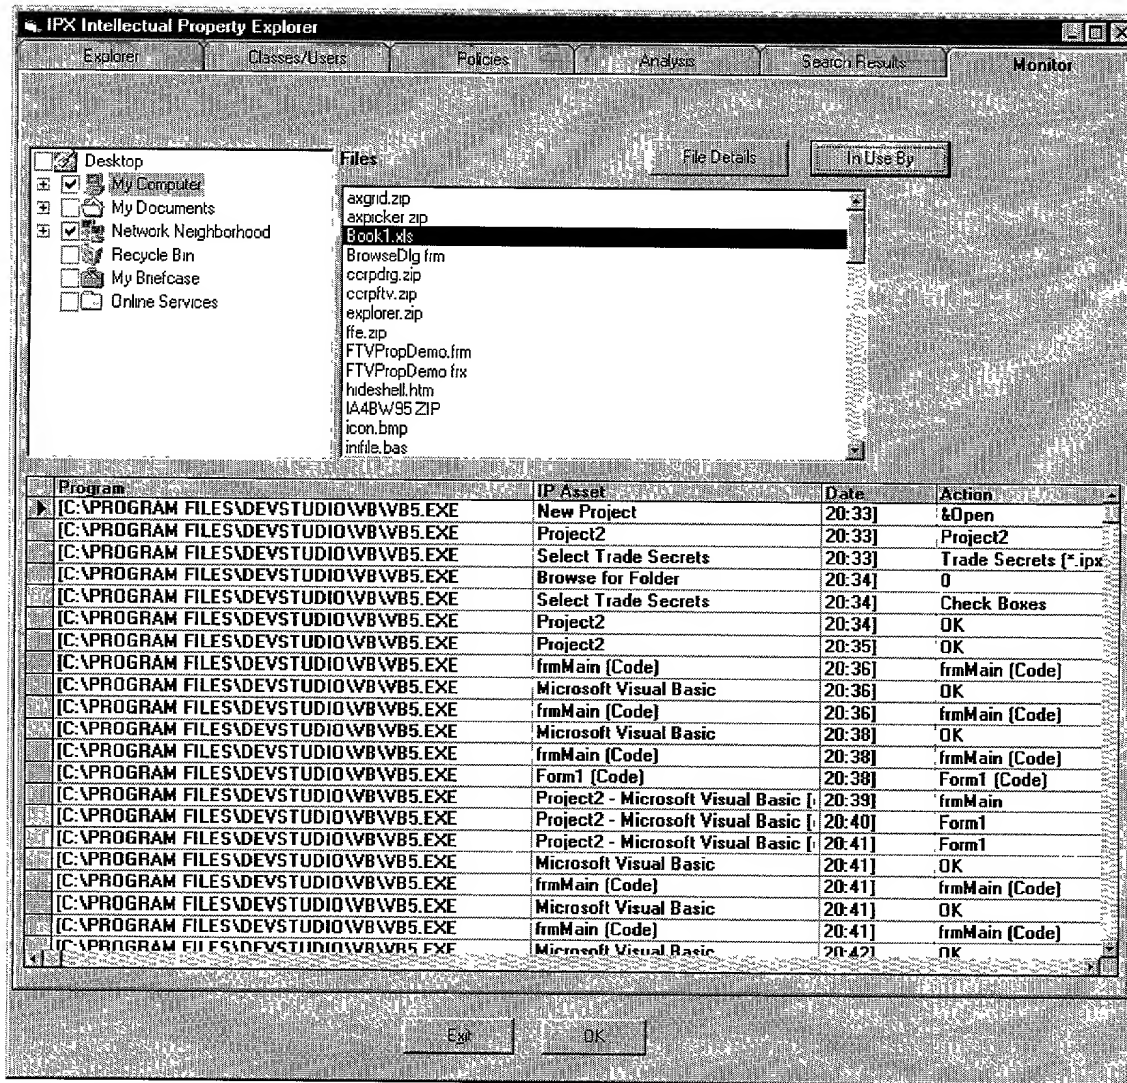 IPX Intellectual Property Explorer
Explorer Classes/Users Policies Analysis Search Results Monitor
Desktop
My Computer
My Documents
Network Neighborhood
Recycle Bin
My Briefcase
Online Services
Files
File Details
In Use By
axgrid.zip
axpicker zip
Book1.xls
BrowseDlg frm
ccrpdrg.zip
ccrpftv.zip
explorer.zip
ffe.zip
FTVPropDemo.frm
FTVPropDemo frx
hideshell.htm
IA4BW95 ZIP
icon.bmp
inifile.bas
Program IP Asset Date Action
[C:\PROGRAM FILES\DEVSTUDIO\VB\VB5.EXE New Project 20:33] &Open
[C:\PROGRAM FILES\DEVSTUDIO\VB\VB5.EXE Project2 20:33] Project2
[C:\PROGRAM FILES\DEVSTUDIO\VB\VB5.EXE Select Trade Secrets 20:33] Trade Secrets (*.ipx
[C:\PROGRAM FILES\DEVSTUDIO\VB\VB5.EXE Browse for Folder 20:34] 0
[C:\PROGRAM FILES\DEVSTUDIO\VB\VB5.EXE Select Trade Secrets 20:34] Check Boxes
[C:\PROGRAM FILES\DEVSTUDIO\VB\VB5.EXE Project2 20:34] OK
[C:\PROGRAM FILES\DEVSTUDIO\VB\VB5.EXE Project2 20:35] OK
[C:\PROGRAM FILES\DEVSTUDIO\VB\VB5.EXE frmMain (Code) 20:36] frmMain (Code)
[C:\PROGRAM FILES\DEVSTUDIO\VB\VB5.EXE Microsoft Visual Basic 20:36] OK
[C:\PROGRAM FILES\DEVSTUDIO\VB\VB5.EXE frmMain (Code) 20:36] frmMain (Code)
[C:\PROGRAM FILES\DEVSTUDIO\VB\VB5.EXE Microsoft Visual Basic 20:38] OK
[C:\PROGRAM FILES\DEVSTUDIO\VB\VB5.EXE frmMain (Code) 20:38] frmMain (Code)
[C:\PROGRAM FILES\DEVSTUDIO\VB\VB5.EXE Form1 (Code) 20:38] Form1 (Code)
[C:\PROGRAM FILES\DEVSTUDIO\VB\VB5.EXE Project2 - Microsoft Visual Basic [ 20:39] frmMain
[C:\PROGRAM FILES\DEVSTUDIO\VB\VB5.EXE Project2 - Microsoft Visual Basic [ 20:40] Form1
[C:\PROGRAM FILES\DEVSTUDIO\VB\VB5.EXE Project2 - Microsoft Visual Basic [ 20:41] Form1
[C:\PROGRAM FILES\DEVSTUDIO\VB\VB5.EXE Microsoft Visual Basic 20:41] OK
[C:\PROGRAM FILES\DEVSTUDIO\VB\VB5.EXE frmMain (Code) 20:41] frmMain (Code)
[C:\PROGRAM FILES\DEVSTUDIO\VB\VB5.EXE Microsoft Visual Basic 20:41] OK
[C:\PROGRAM FILES\DEVSTUDIO\VB\VB5.EXE frmMain (Code) 20:41] frmMain (Code)
[C:\PROGRAM FILES\DEVSTUDIO\VB\VB5.EXE Microsoft Visual Basic 20:42] OK
Exit OK